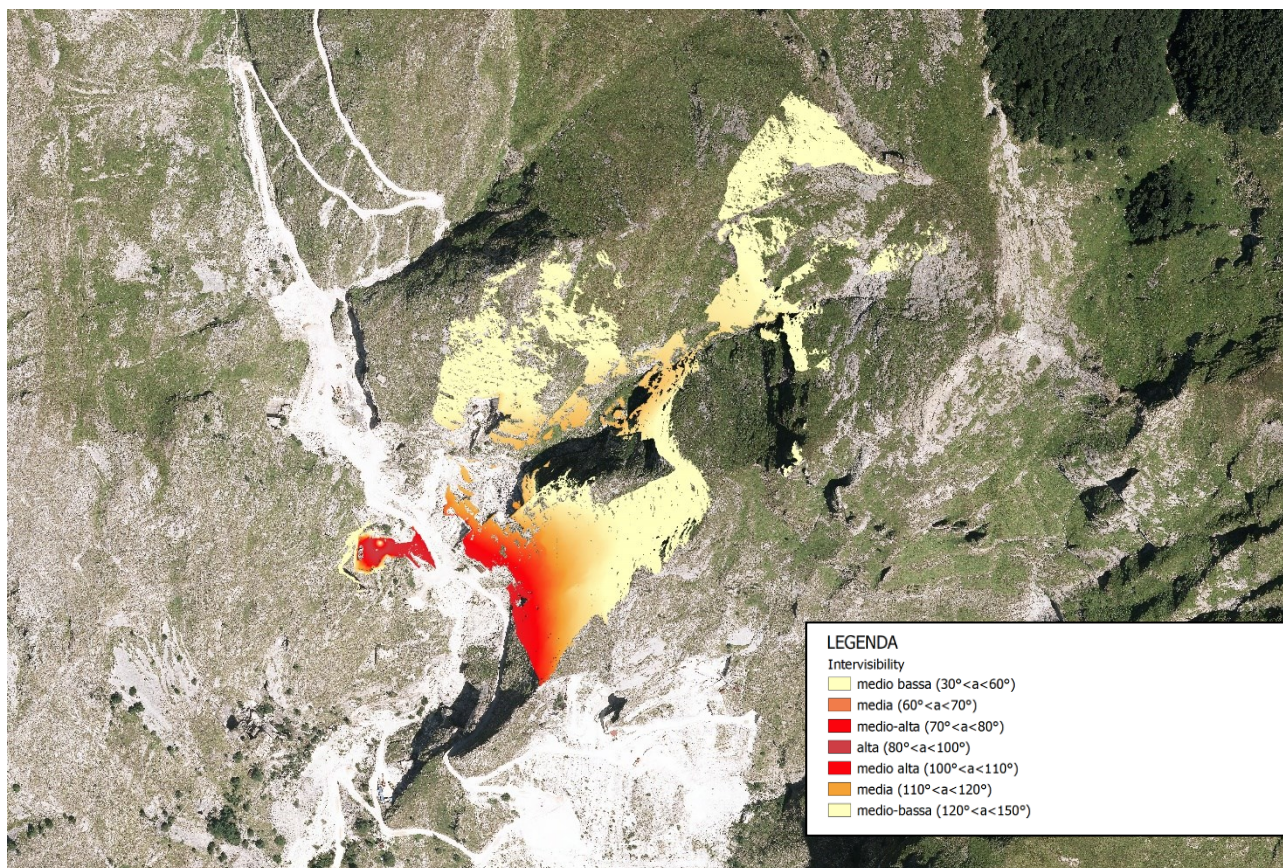 LEGENDA
Intervisibility
medio bassa (30°<a<60°)
media (60°<a<70°)
medio-alta (70°<a<80°)
alta (80°<a<100°)
medio alta (100°<a<110°)
media (110°<a<120°)
medio-bassa (120°<a<150°)